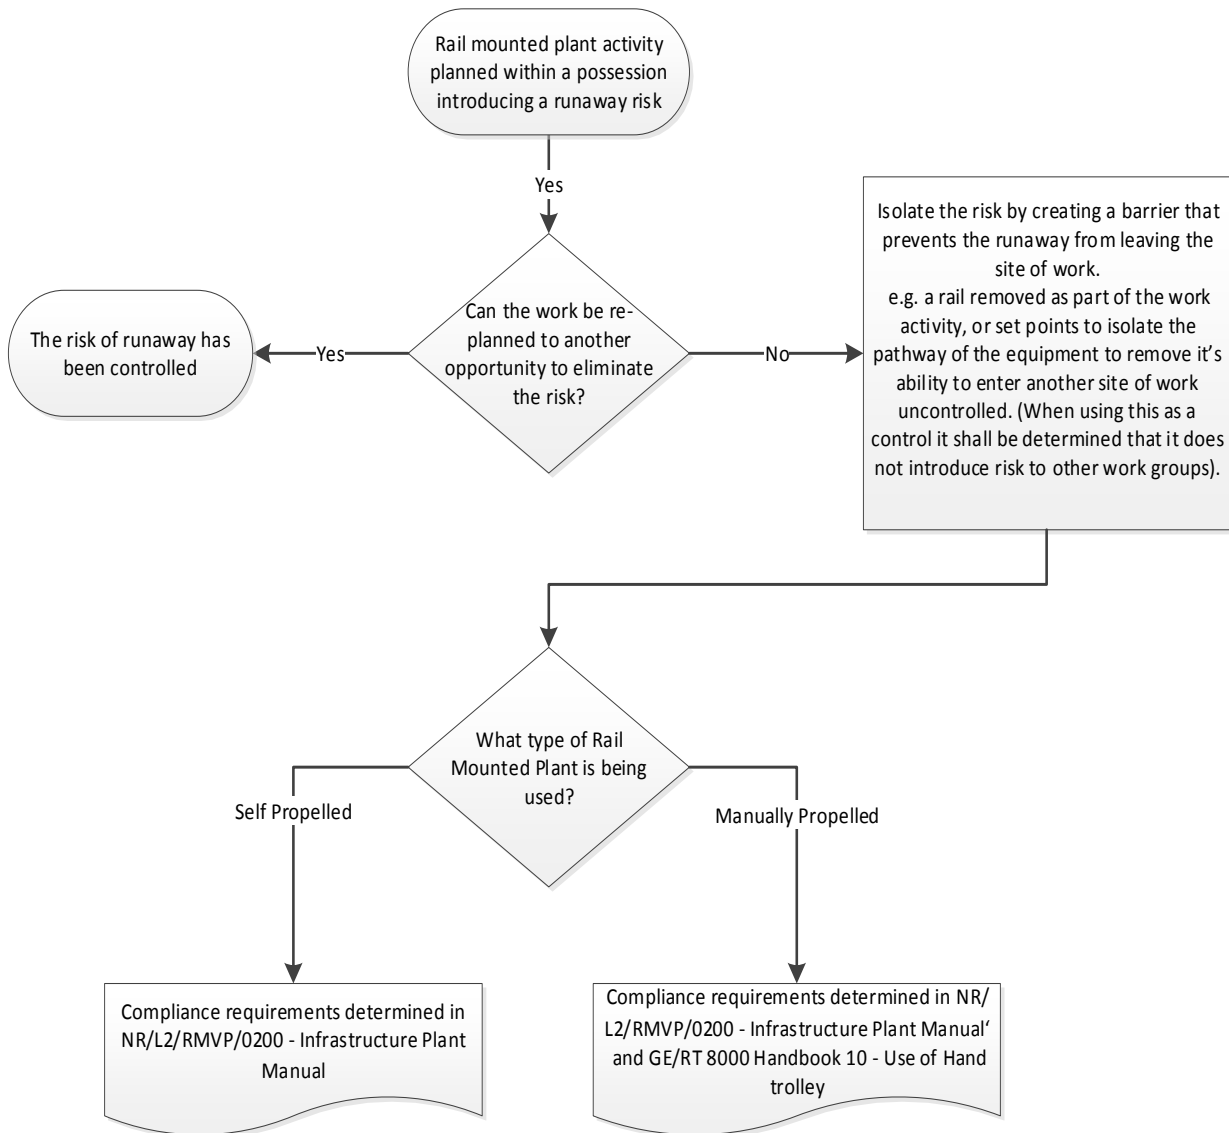 Rail mounted plant activity
planned within a possession
introducing a runaway risk
Yes
Can the work be re-
planned to another
opportunity to eliminate
the risk?
Yes
The risk of runaway has
been controlled
No
Isolate the risk by creating a barrier that
prevents the runaway from leaving the
site of work.
e.g. a rail removed as part of the work
activity, or set points to isolate the
pathway of the equipment to remove it’s
ability to enter another site of work
uncontrolled. (When using this as a
control it shall be determined that it does
not introduce risk to other work groups).
What type of Rail
Mounted Plant is being
used?
Self Propelled
Manually Propelled
Compliance requirements determined in
NR/L2/RMVP/0200 - Infrastructure Plant
Manual
Compliance requirements determined in NR/
L2/RMVP/0200 - Infrastructure Plant Manual‘
and GE/RT 8000 Handbook 10 - Use of Hand
trolley